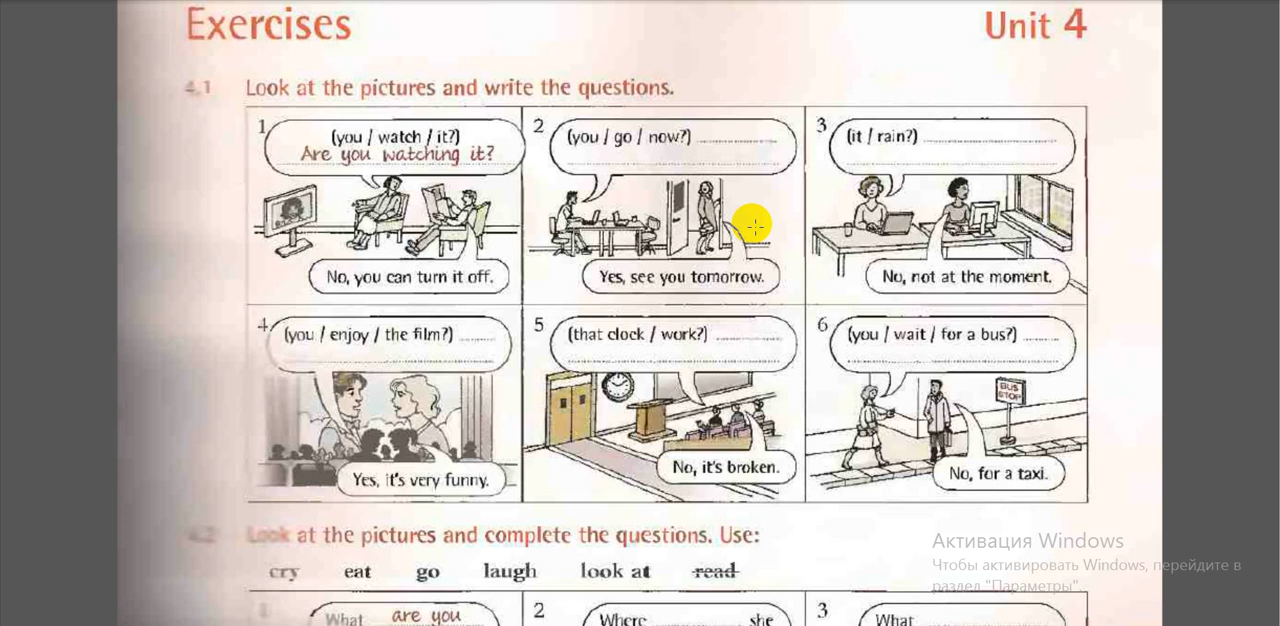 Exercises
Unit 4
4.1 Look at the pictures and write the questions.
1
(you / watch / it?)
Are you watching it?
No, you can turn it off.
2
(you / go / now?)
Yes, see you tomorrow.
3
(it / rain?)
No, not at the moment.
4
(you / enjoy / the film?)
Yes, it's very funny.
5
(that clock / work?)
No, it's broken.
6
(you / wait / for a bus?)
BUS
STOP
No, for a taxi.
4.2 Look at the pictures and complete the questions. Use:
cry eat go laugh look at read
1
What are you
2
Where she
3
What
Активация Windows
Чтобы активировать Windows, перейдите в
раздел "Параметры".